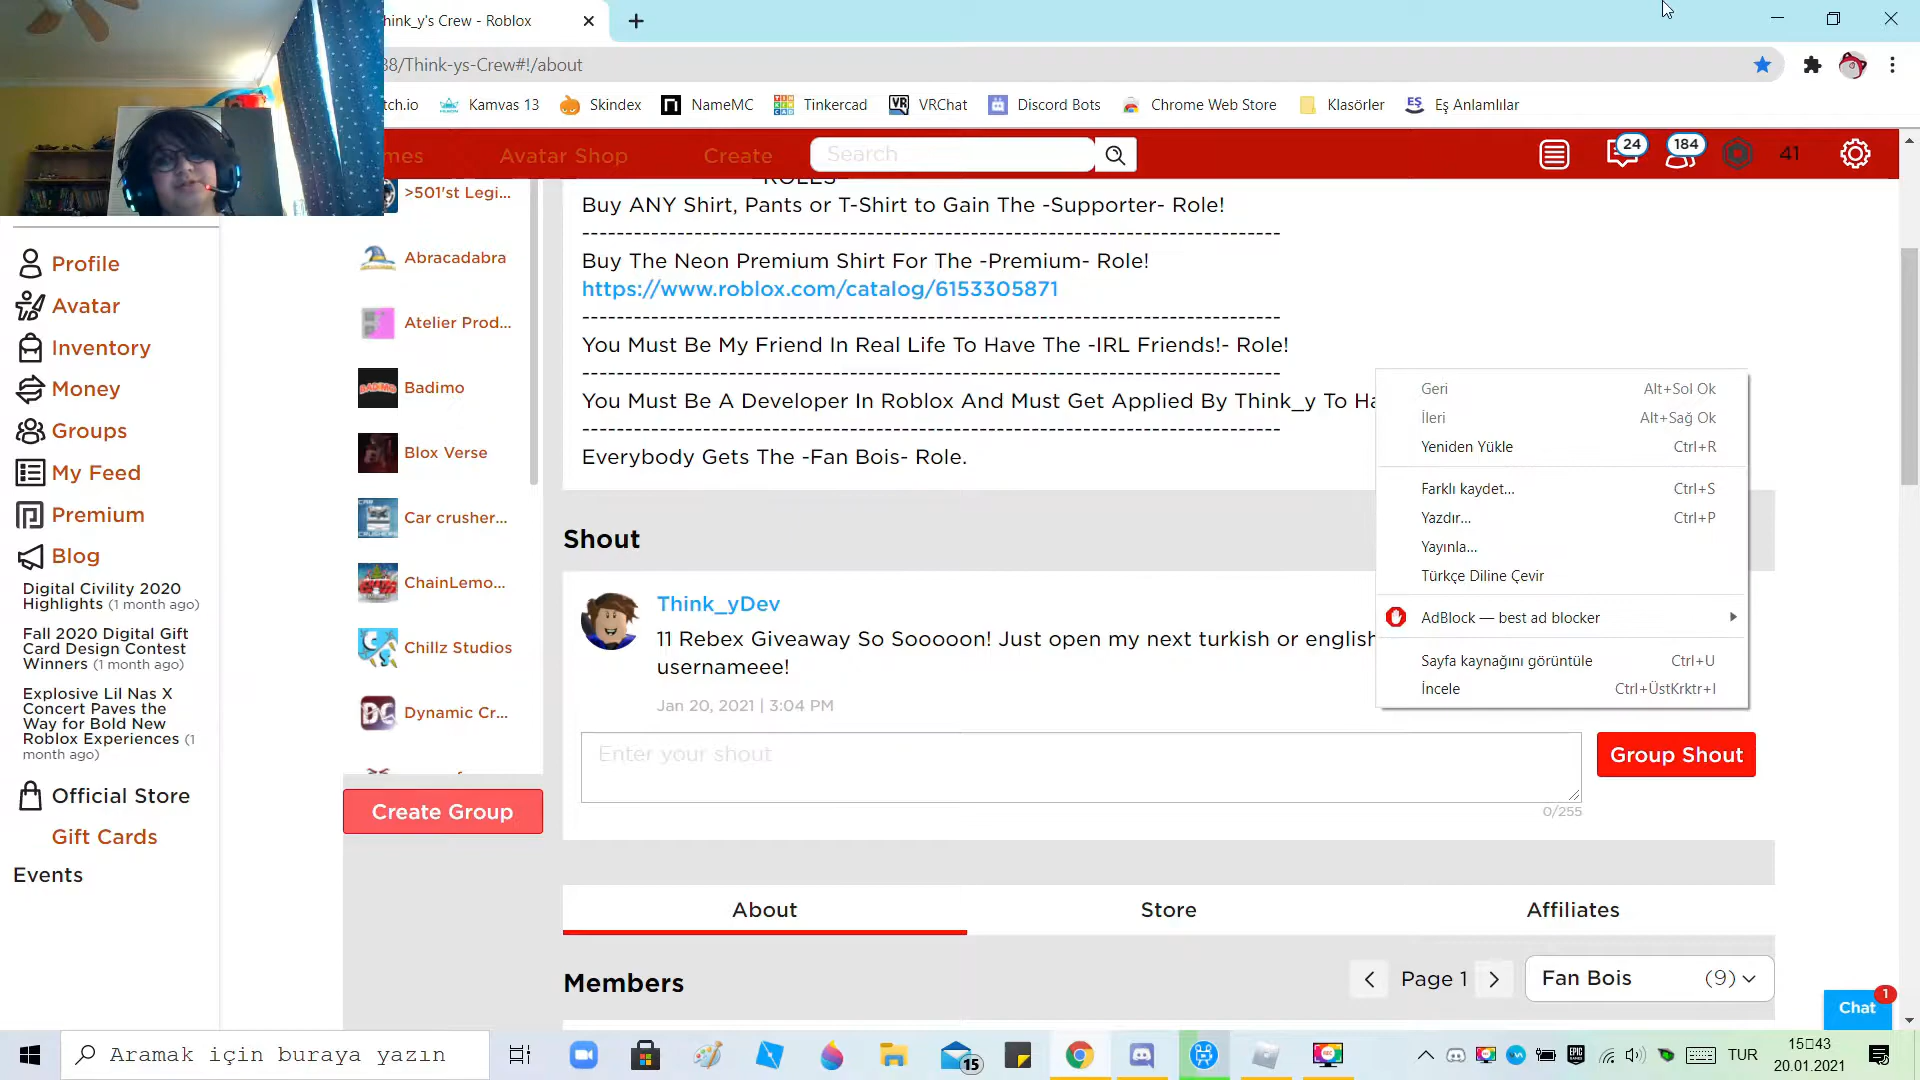 hink_y's Crew - Roblox
38/Think-ys-Crew#!/about
tch.io
Kamvas 13
Skindex
NameMC
Tinkercad
VRChat
Discord Bots
Chrome Web Store
Klasörler
Eş Anlamlılar
mes
Avatar Shop
Create
Search
24
184
41
Profile
Avatar
Inventory
Money
Groups
My Feed
Premium
Blog
Digital Civility 2020
Highlights (1 month ago)
Fall 2020 Digital Gift
Card Design Contest
Winners (1 month ago)
Explosive Lil Nas X
Concert Paves the
Way for Bold New
Roblox Experiences (1
month ago)
Official Store
Gift Cards
Events
>501'st Legi...
Abracadabra
Atelier Prod...
Badimo
Blox Verse
Car crusher...
ChainLemo...
Chillz Studios
Dynamic Cr...
Create Group
-ROLES-
Buy ANY Shirt, Pants or T-Shirt to Gain The -Supporter- Role!
Buy The Neon Premium Shirt For The -Premium- Role!
https://www.roblox.com/catalog/6153305871
You Must Be My Friend In Real Life To Have The -IRL Friends!- Role!
You Must Be A Developer In Roblox And Must Get Applied By Think_y To Ha
Everybody Gets The -Fan Bois- Role.
Geri Alt+Sol Ok
İleri Alt+Sağ Ok
Yeniden Yükle Ctrl+R
Farklı kaydet... Ctrl+S
Yazdır... Ctrl+P
Yayınla...
Türkçe Diline Çevir
AdBlock — best ad blocker
Sayfa kaynağını görüntüle Ctrl+U
İncele Ctrl+ÜstKrktr+I
Shout
Think_yDev
11 Rebex Giveaway So Sooooon! Just open my next turkish or english
usernameee!
Jan 20, 2021 | 3:04 PM
Enter your shout
Group Shout
0/255
About
Store
Affiliates
Members
Page 1
Fan Bois (9)
Chat
1
Aramak için buraya yazın
15
TUR
15:43
20.01.2021